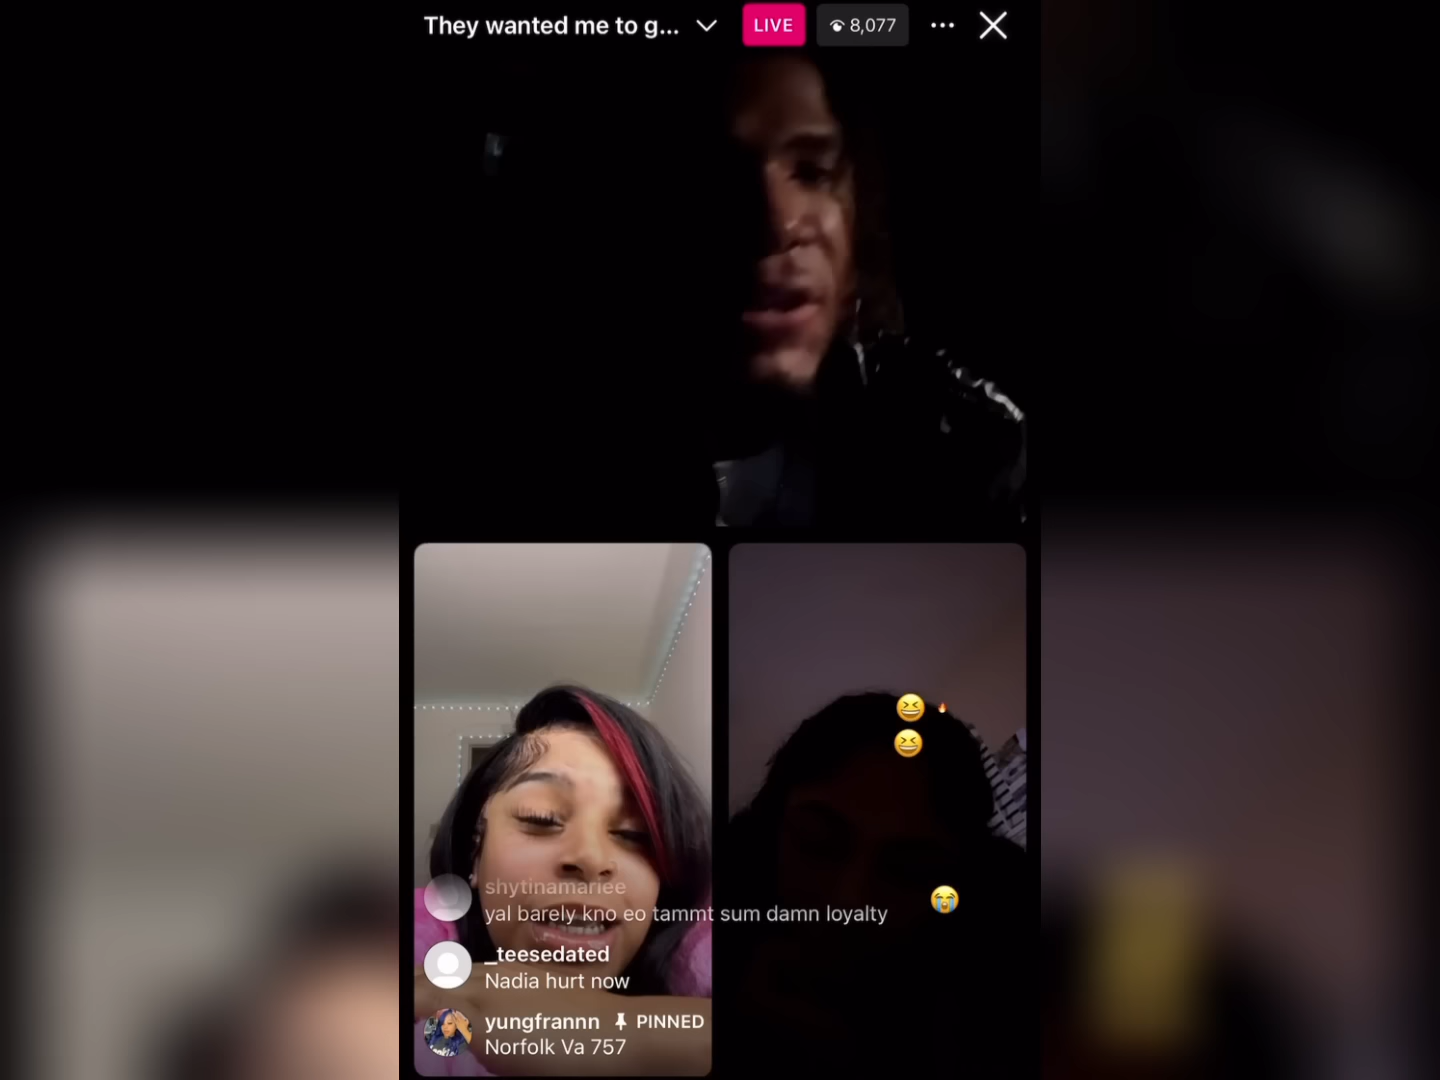 They wanted me to g...
LIVE
8,077
shytinamariee
yal barely kno eo tammt sum damn loyalty
_teesedated
Nadia hurt now
yungfrannn PINNED
Norfolk Va 757